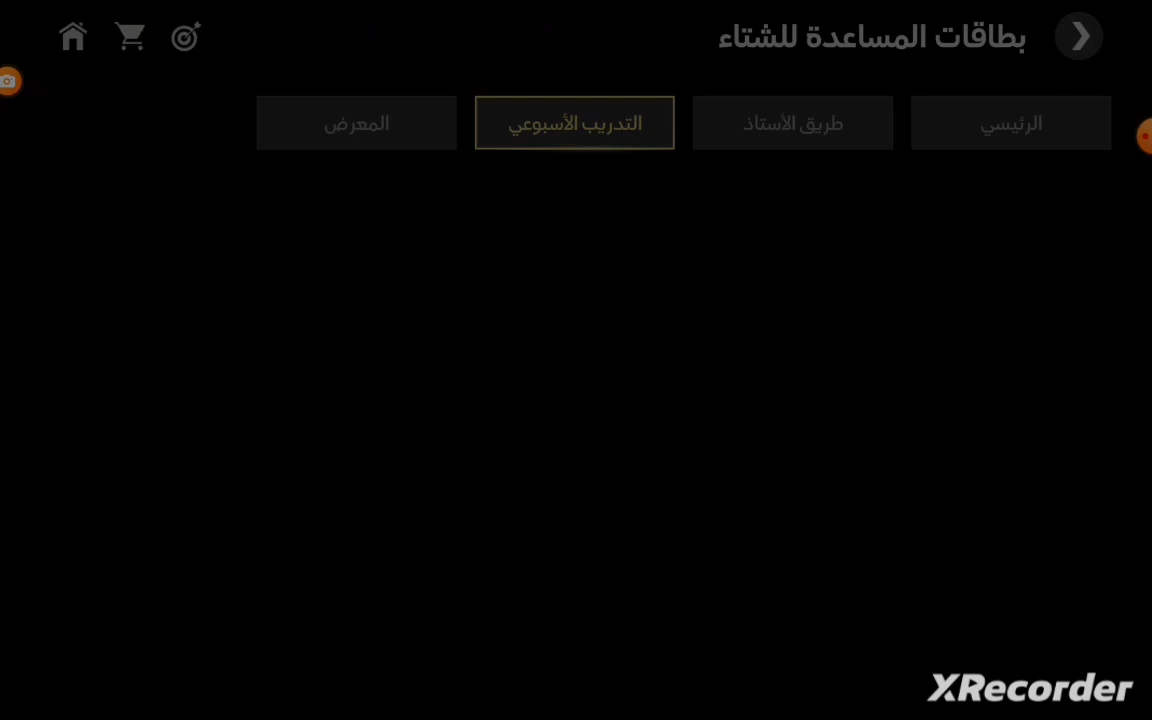 بطاقات المساعدة للشتاء
الرئيسي
طريق الأستاذ
التدريب الأسبوعي
المعرض
XRecorder